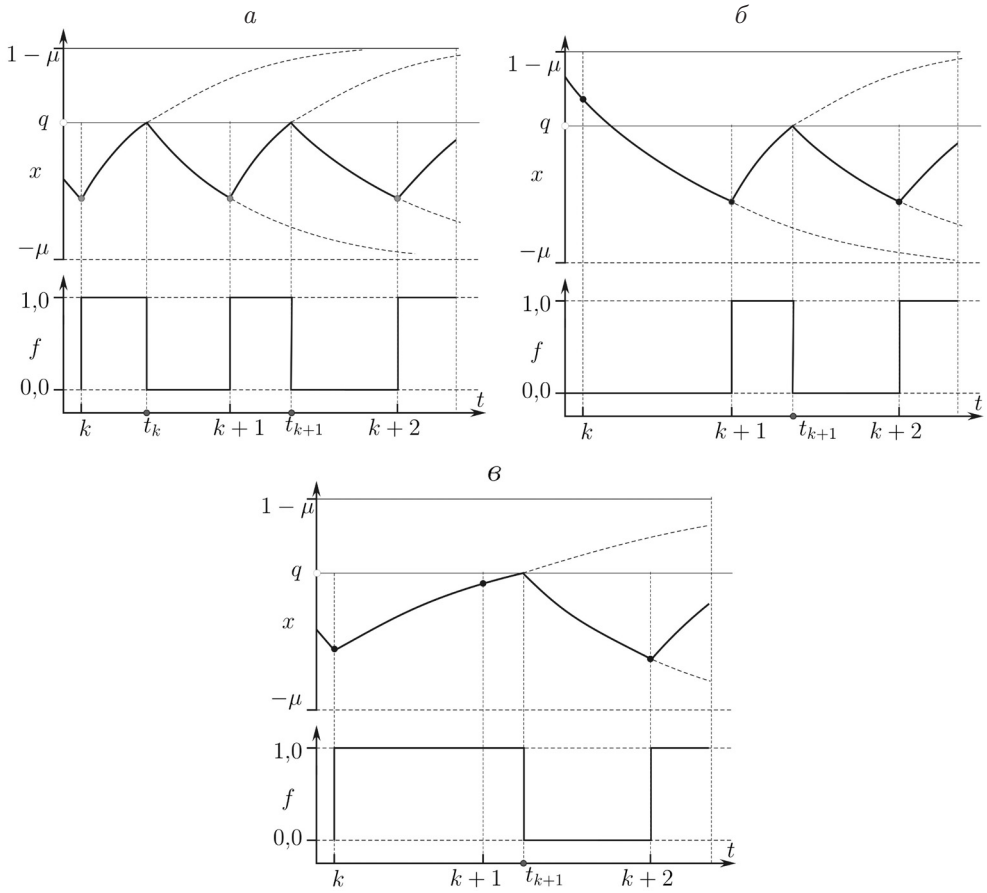 а
1 − μ
q
x
−μ
1,0
f
0,0
k
t_k
k + 1
t_{k+1}
k + 2
t
б
1 − μ
q
x
−μ
1,0
f
0,0
k
k + 1
t_{k+1}
k + 2
t
в
1 − μ
q
x
−μ
1,0
f
0,0
k
k + 1
t_{k+1}
k + 2
t